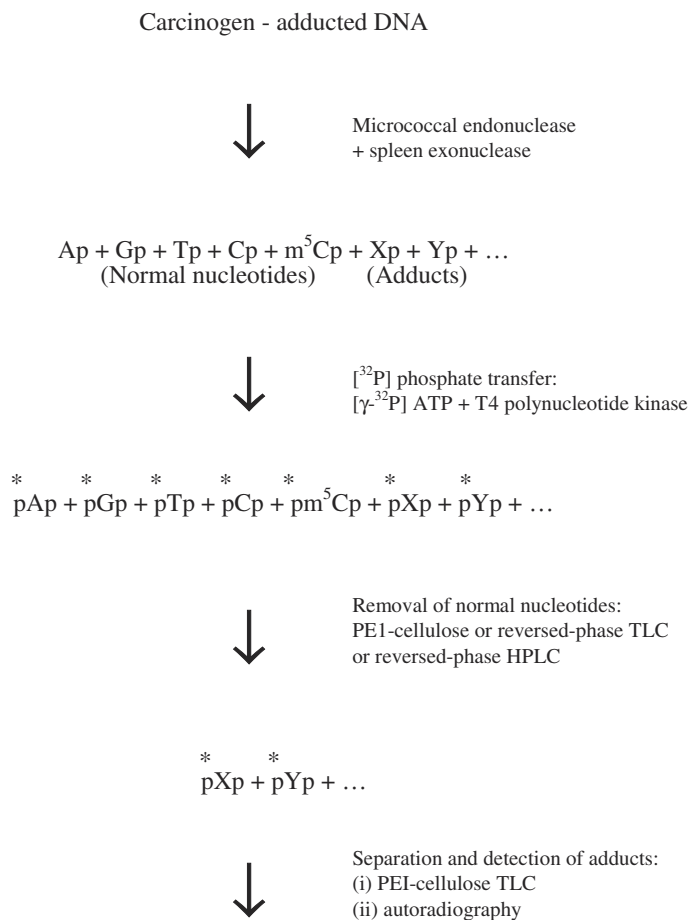 Carcinogen - adducted DNA
Micrococcal endonuclease
+ spleen exonuclease
Ap + Gp + Tp + Cp + m⁵Cp + Xp + Yp + …
(Normal nucleotides) (Adducts)
[³²P] phosphate transfer:
[γ-³²P] ATP + T4 polynucleotide kinase
* * * * * * *
pAp + pGp + pTp + pCp + pm⁵Cp + pXp + pYp + …
Removal of normal nucleotides:
PE1-cellulose or reversed-phase TLC
or reversed-phase HPLC
* *
pXp + pYp + …
Separation and detection of adducts:
(i) PEI-cellulose TLC
(ii) autoradiography